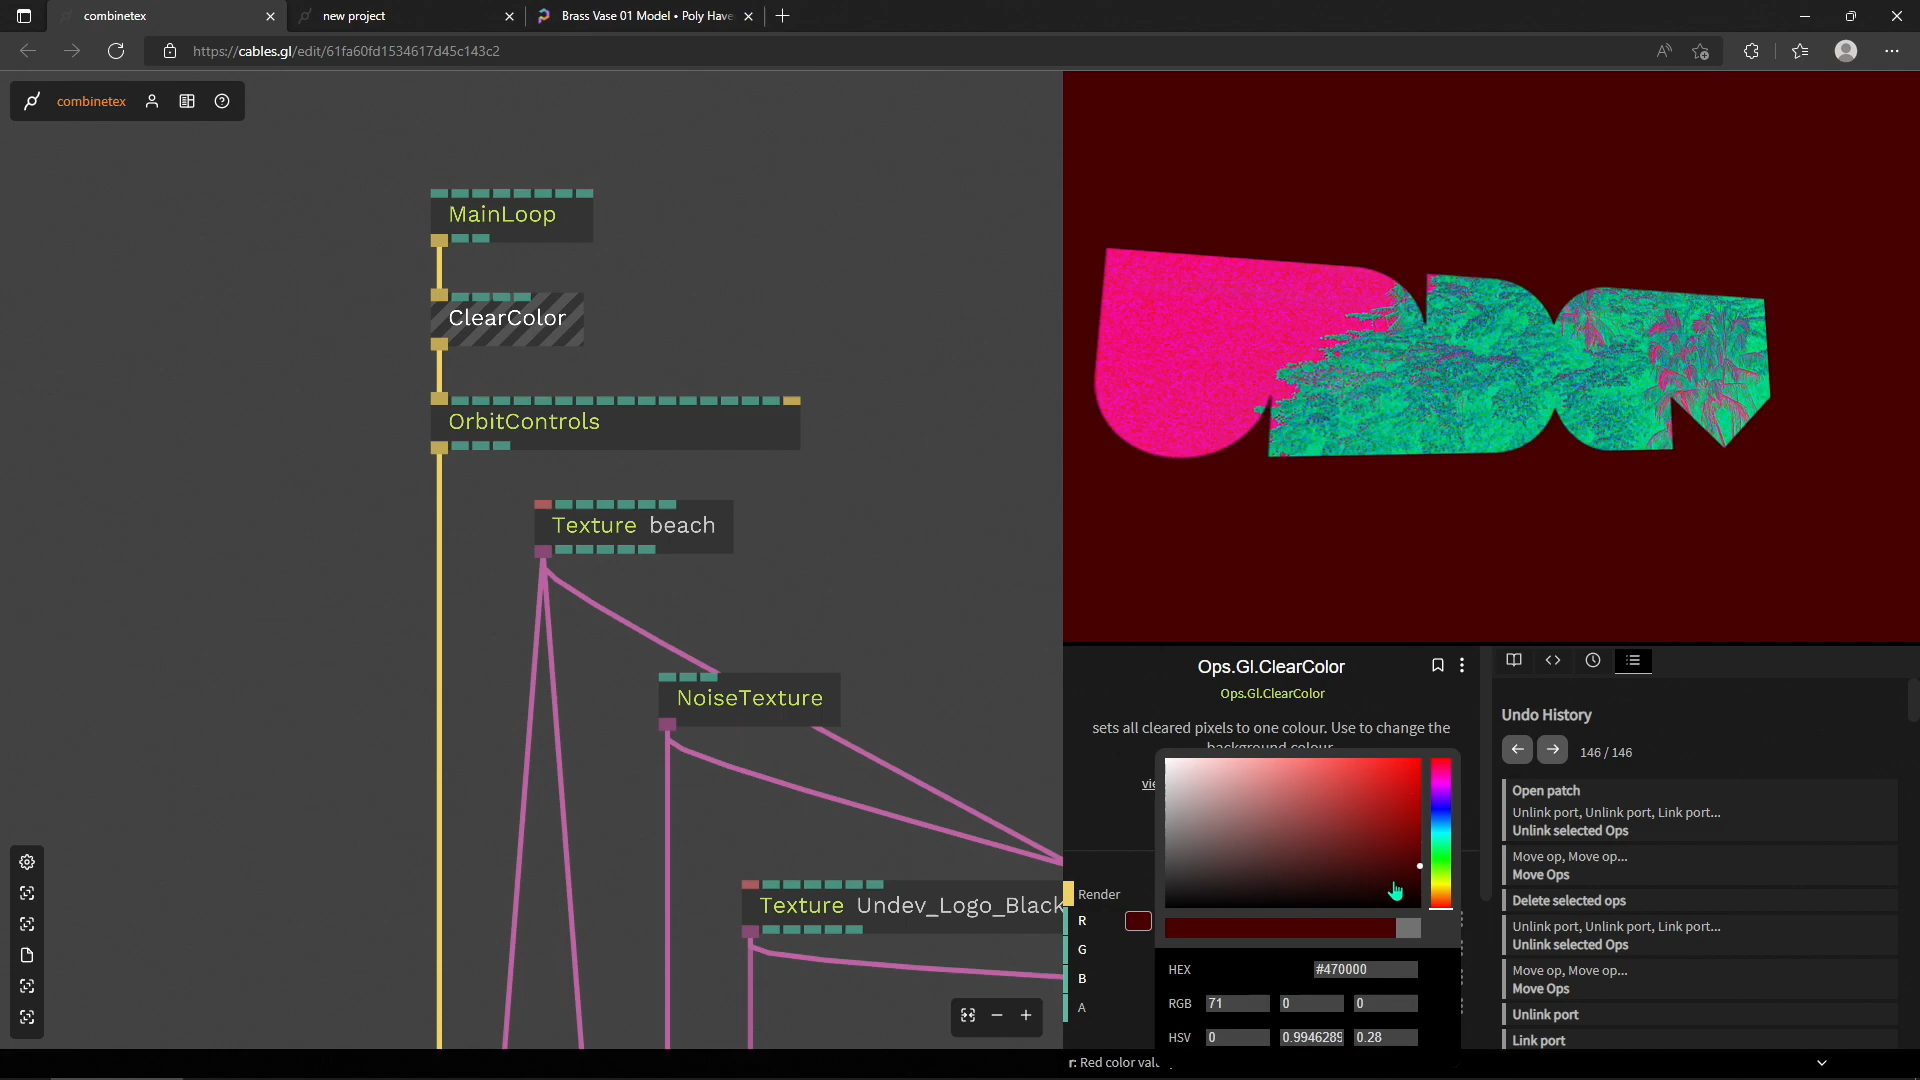 combinetex
new project
Brass Vase 01 Model • Poly Have
https://cables.gl/edit/61fa60fd1534617d45c143c2
combinetex
MainLoop
ClearColor
OrbitControls
Texture beach
NoiseTexture
Texture Undev_Logo_Black
Ops.Gl.ClearColor
Ops.Gl.ClearColor
sets all cleared pixels to one colour. Use to change the
background colour
vie
Render
R
G
B
A
HEX #470000
RGB 71 0 0
HSV 0 0.9946289 0.28
r: Red color valu
Undo History
146 / 146
Open patch
Unlink port, Unlink port, Link port...
Unlink selected Ops
Move op, Move op...
Move Ops
Delete selected ops
Unlink port, Unlink port, Link port...
Unlink selected Ops
Move op, Move op...
Move Ops
Unlink port
Link port